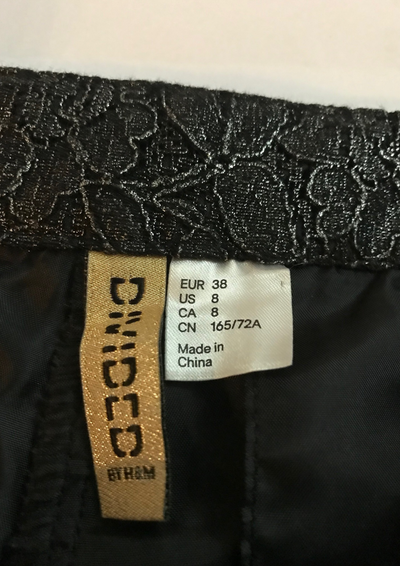 DIVIDED
BY H&M
EUR 38
US 8
CA 8
CN 165/72A
Made in
China